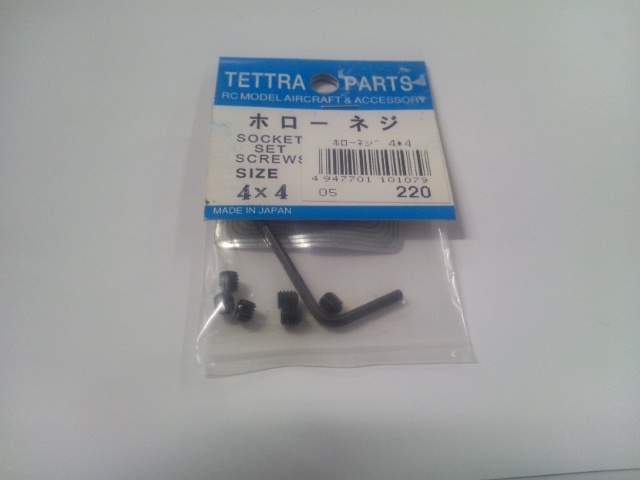 TETTRA PARTS
RC MODEL AIRCRAFT & ACCESSORY
ホローネジ
SOCKET
SET
SCREWS
SIZE
4×4
MADE IN JAPAN
ホローネジ 4*4
4 947701 101079
05 220